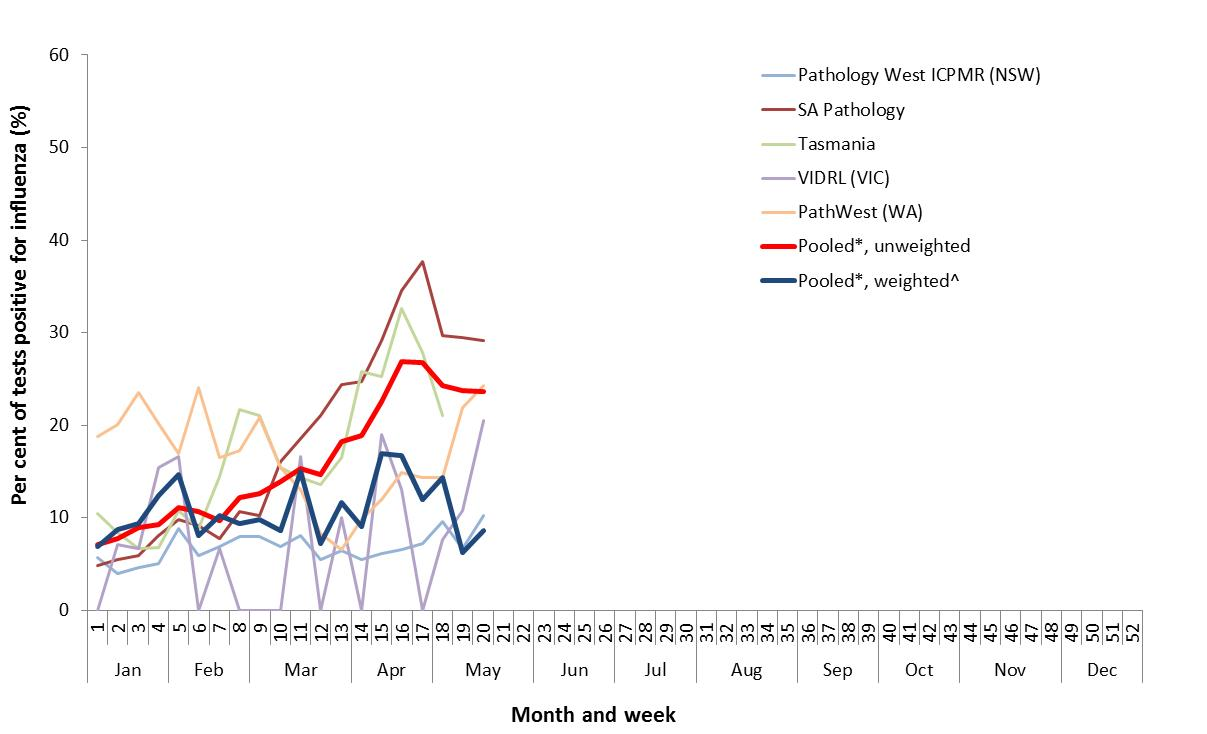 Per cent of tests positive for influenza (%)
60
50
40
30
20
10
0
Pathology West ICPMR (NSW)
SA Pathology
Tasmania
VIDRL (VIC)
PathWest (WA)
Pooled*, unweighted
Pooled*, weighted^
1 2 3 4 5 6 7 8 9 10 11 12 13 14 15 16 17 18 19 20 21 22 23 24 25 26 27 28 29 30 31 32 33 34 35 36 37 38 39 40 41 42 43 44 45 46 47 48 49 50 51 52
Jan Feb Mar Apr May Jun Jul Aug Sep Oct Nov Dec
Month and week